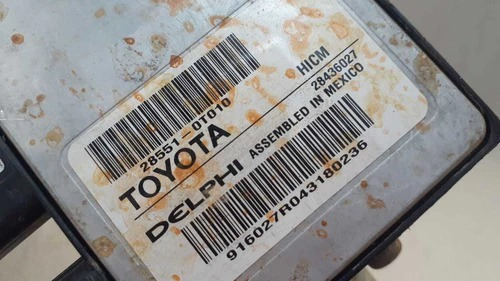 28551-0T010
HICM
TOYOTA
28436027
DELPHI ASSEMBLED IN MEXICO
916027R043180236